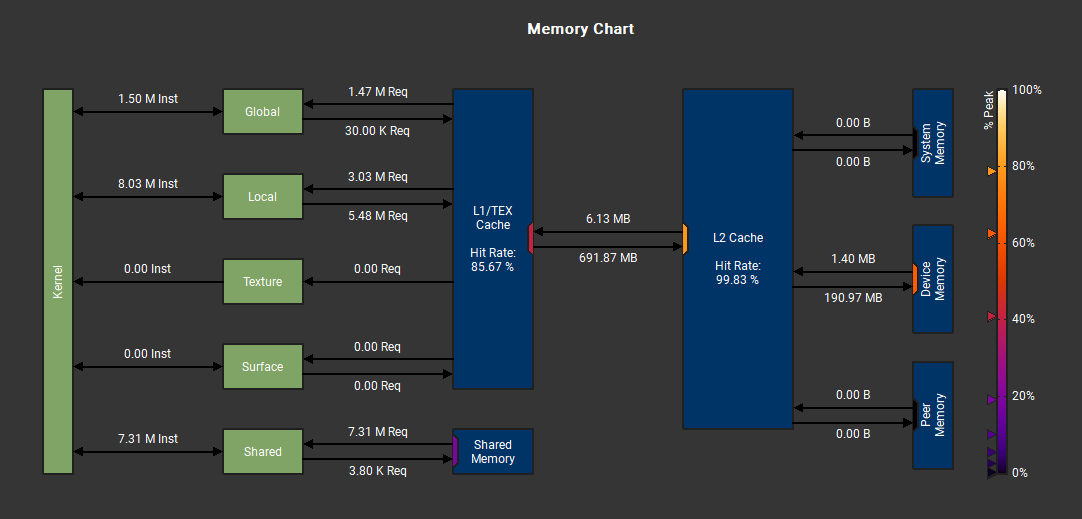 Memory Chart
Kernel
1.50 M Inst
8.03 M Inst
0.00 Inst
0.00 Inst
7.31 M Inst
Global
Local
Texture
Surface
Shared
1.47 M Req
30.00 K Req
3.03 M Req
5.48 M Req
0.00 Req
0.00 Req
0.00 Req
7.31 M Req
3.80 K Req
L1/TEX
Cache
Hit Rate:
85.67 %
Shared
Memory
6.13 MB
691.87 MB
L2 Cache
Hit Rate:
99.83 %
0.00 B
0.00 B
1.40 MB
190.97 MB
0.00 B
0.00 B
System
Memory
Device
Memory
Peer
Memory
% Peak
100%
80%
60%
40%
20%
0%